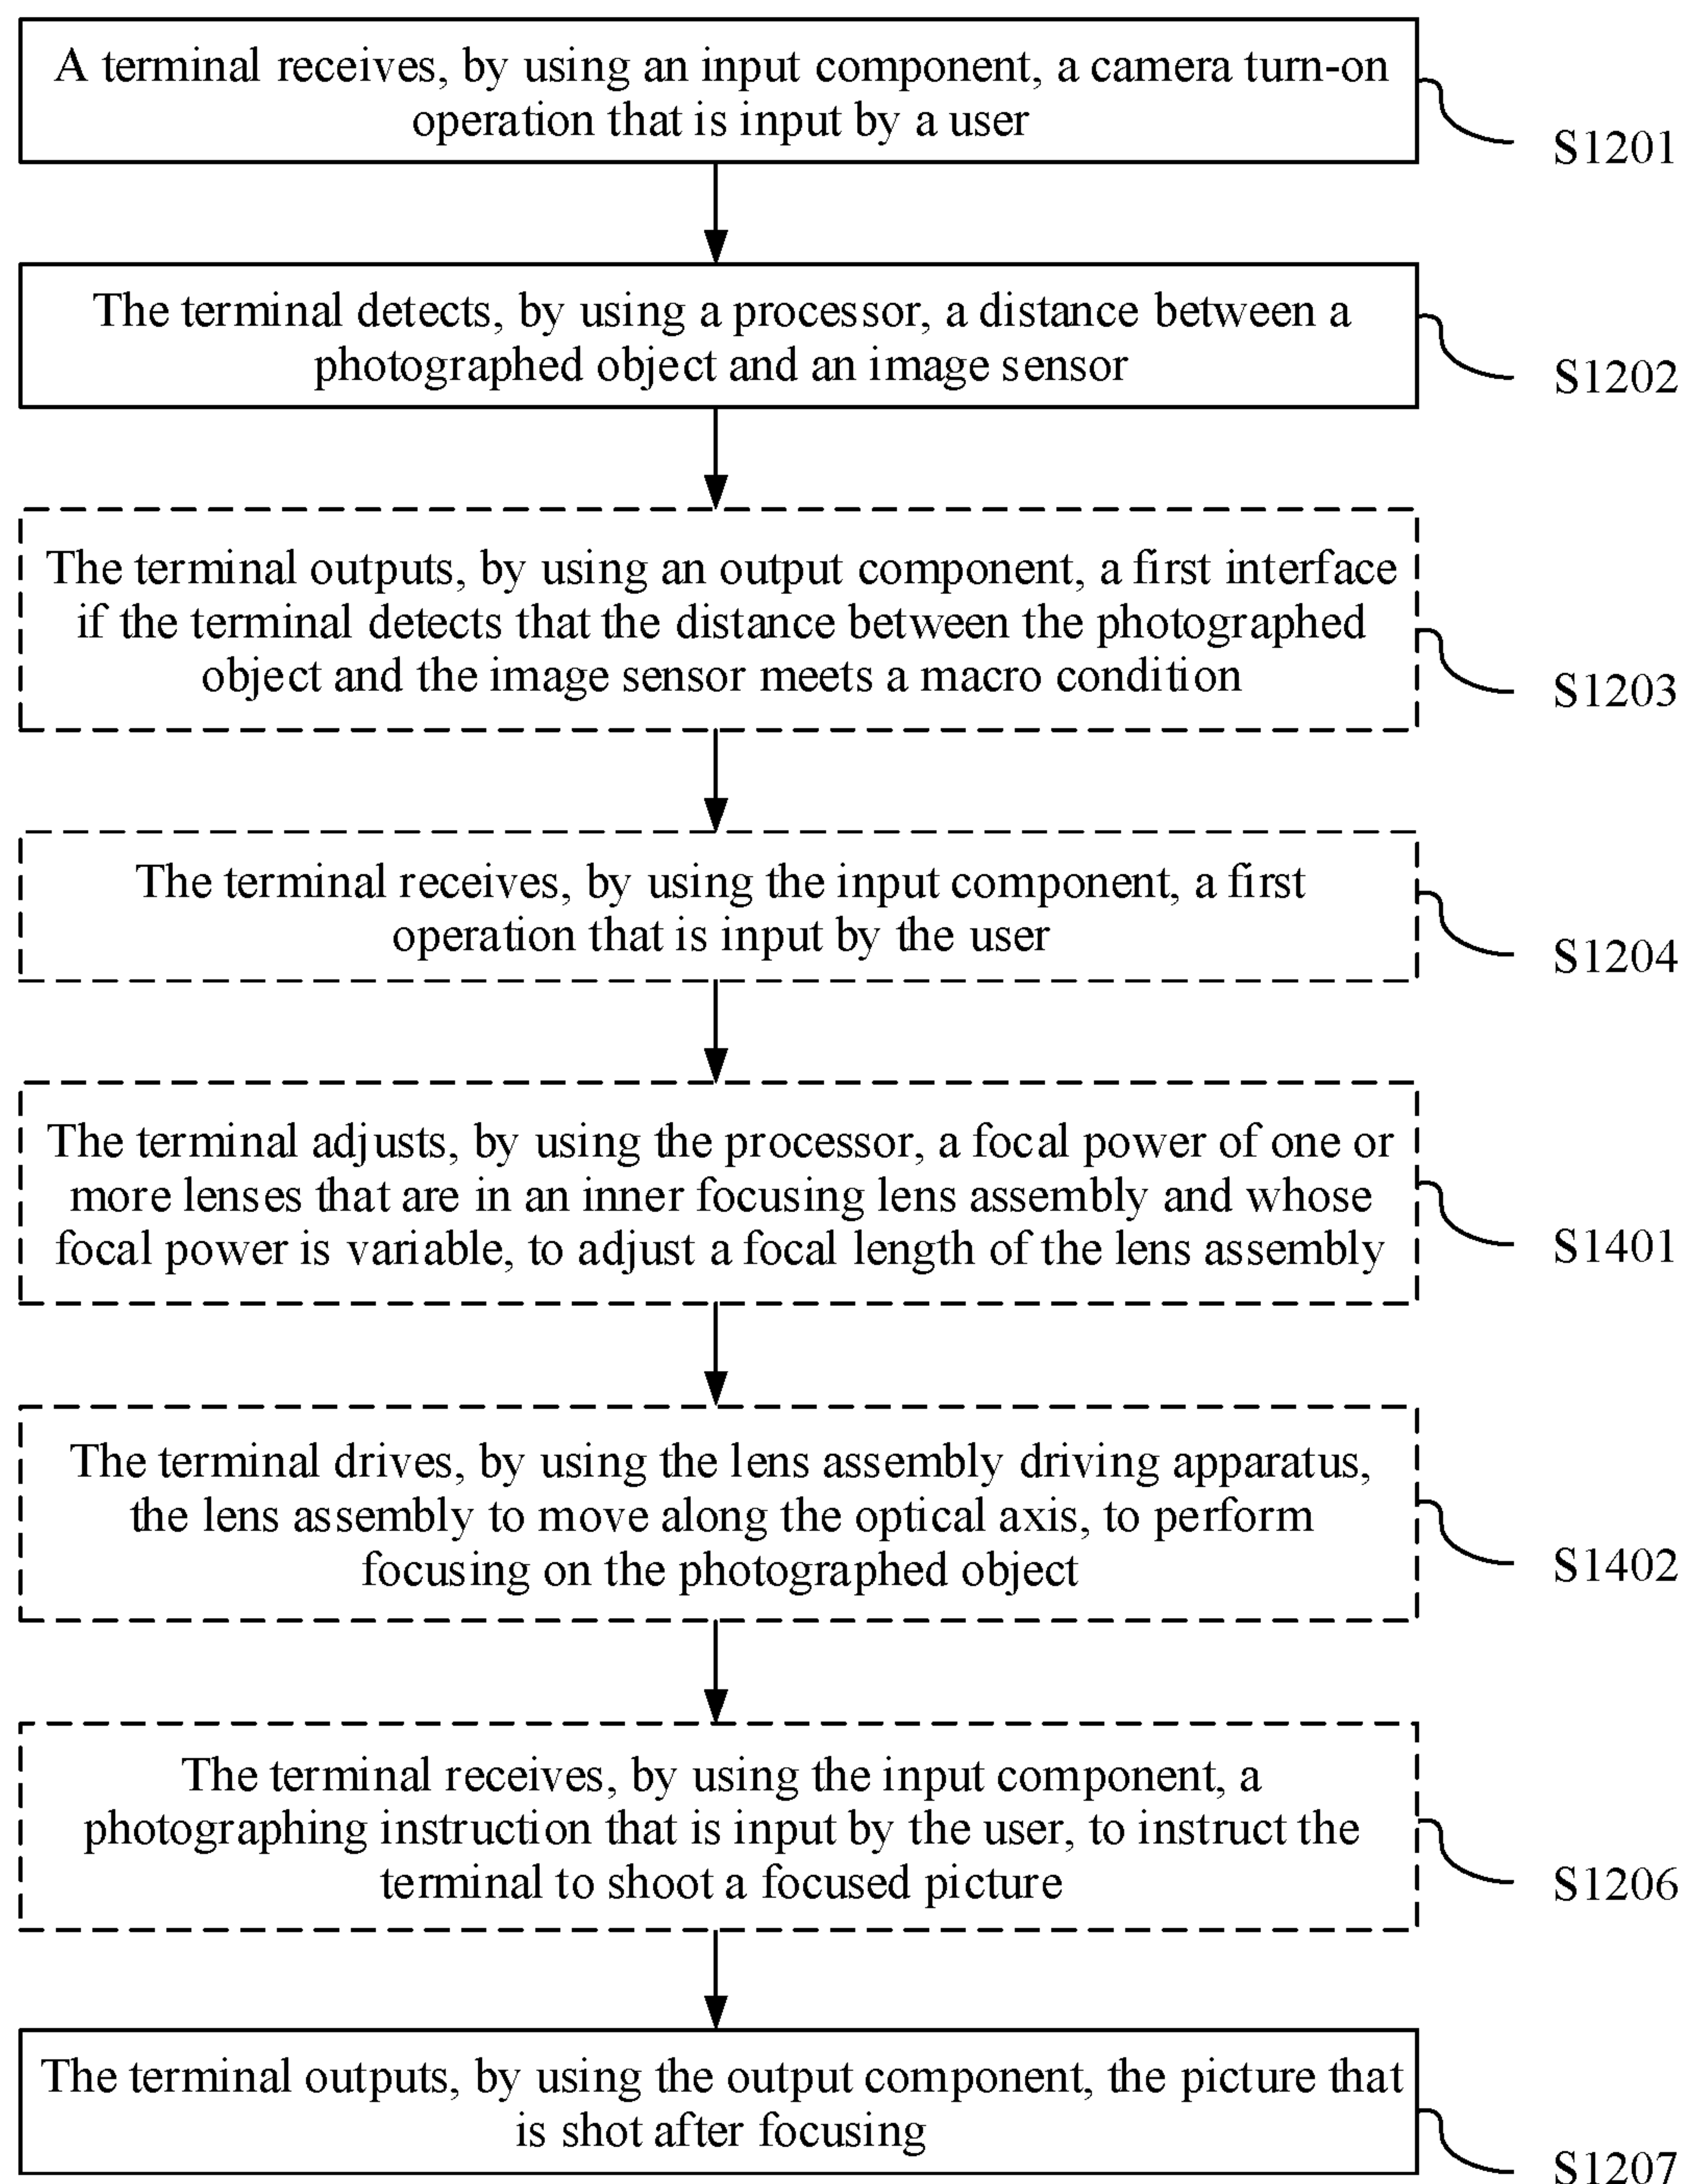 A terminal receives, by using an input component, a camera turn-on
operation that is input by a user
S1201
The terminal detects, by using a processor, a distance between a
photographed object and an image sensor
S1202
The terminal outputs, by using an output component, a first interface
if the terminal detects that the distance between the photographed
object and the image sensor meets a macro condition
S1203
The terminal receives, by using the input component, a first
operation that is input by the user
S1204
The terminal adjusts, by using the processor, a focal power of one or
more lenses that are in an inner focusing lens assembly and whose
focal power is variable, to adjust a focal length of the lens assembly
S1401
The terminal drives, by using the lens assembly driving apparatus,
the lens assembly to move along the optical axis, to perform
focusing on the photographed object
S1402
The terminal receives, by using the input component, a
photographing instruction that is input by the user, to instruct the
terminal to shoot a focused picture
S1206
The terminal outputs, by using the output component, the picture that
is shot after focusing
S1207